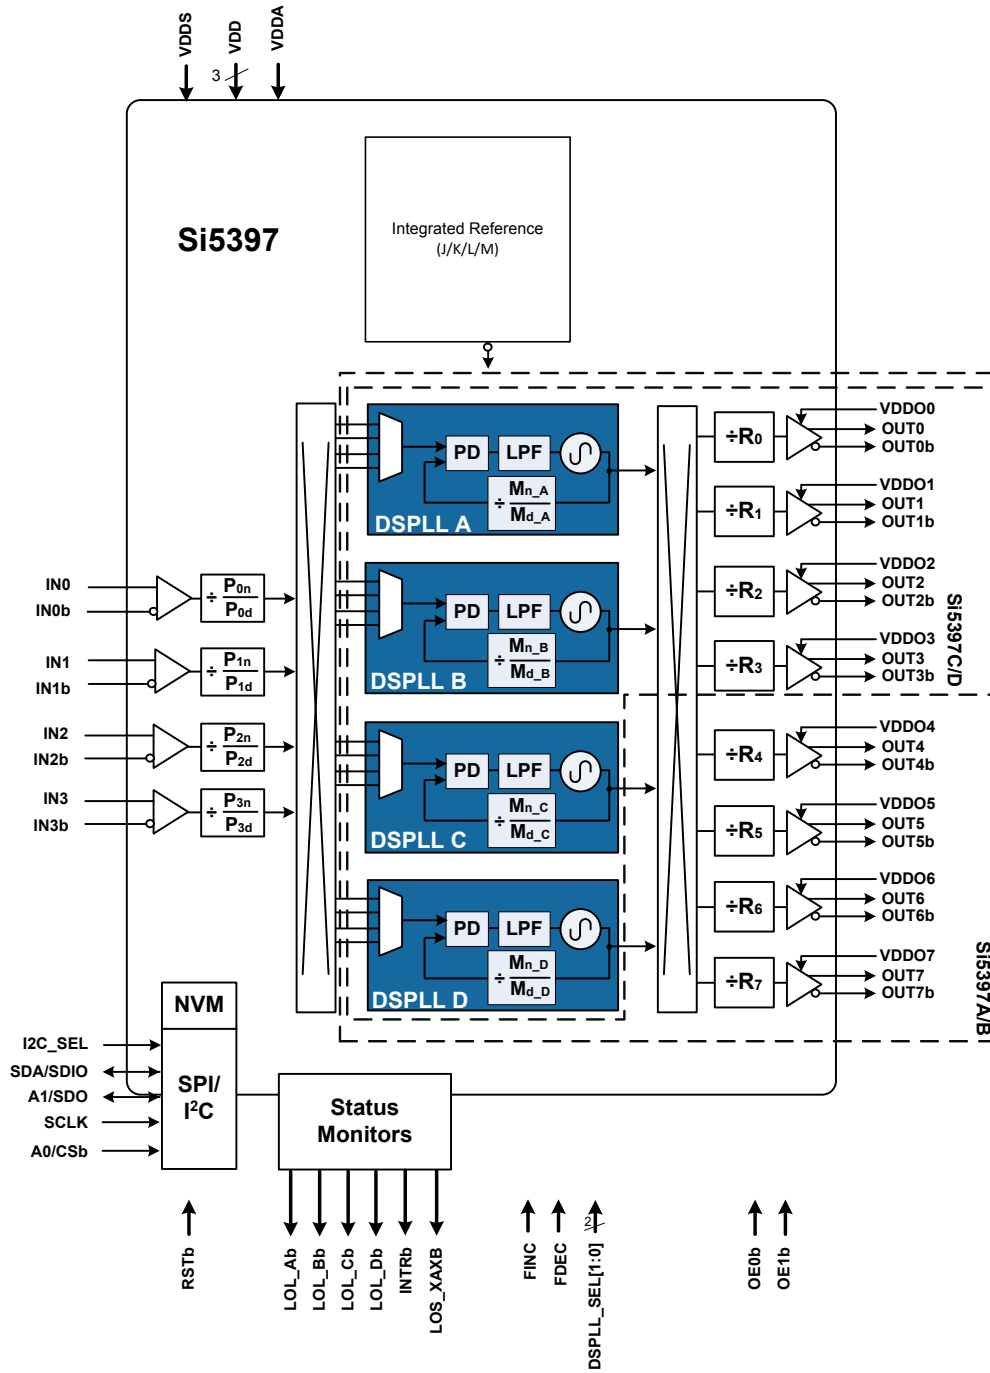 VDDS
VDD
VDDA
3
Si5397
Integrated Reference
(J/K/L/M)
DSPLL A
PD
LPF
÷ Mn_A
Md_A
DSPLL B
PD
LPF
÷ Mn_B
Md_B
DSPLL C
PD
LPF
÷ Mn_C
Md_C
DSPLL D
PD
LPF
÷ Mn_D
Md_D
IN0
IN0b
÷ P0n
P0d
IN1
IN1b
÷ P1n
P1d
IN2
IN2b
÷ P2n
P2d
IN3
IN3b
÷ P3n
P3d
÷R0
VDDO0
OUT0
OUT0b
÷R1
VDDO1
OUT1
OUT1b
÷R2
VDDO2
OUT2
OUT2b
÷R3
VDDO3
OUT3
OUT3b
÷R4
VDDO4
OUT4
OUT4b
÷R5
VDDO5
OUT5
OUT5b
÷R6
VDDO6
OUT6
OUT6b
÷R7
VDDO7
OUT7
OUT7b
Si5397C/D
Si5397A/B
NVM
SPI/
I²C
I2C_SEL
SDA/SDIO
A1/SDO
SCLK
A0/CSb
Status
Monitors
RSTb
LOL_Ab
LOL_Bb
LOL_Cb
LOL_Db
INTRb
LOS_XAXB
FINC
FDEC
2
DSPLL_SEL[1:0]
OE0b
OE1b